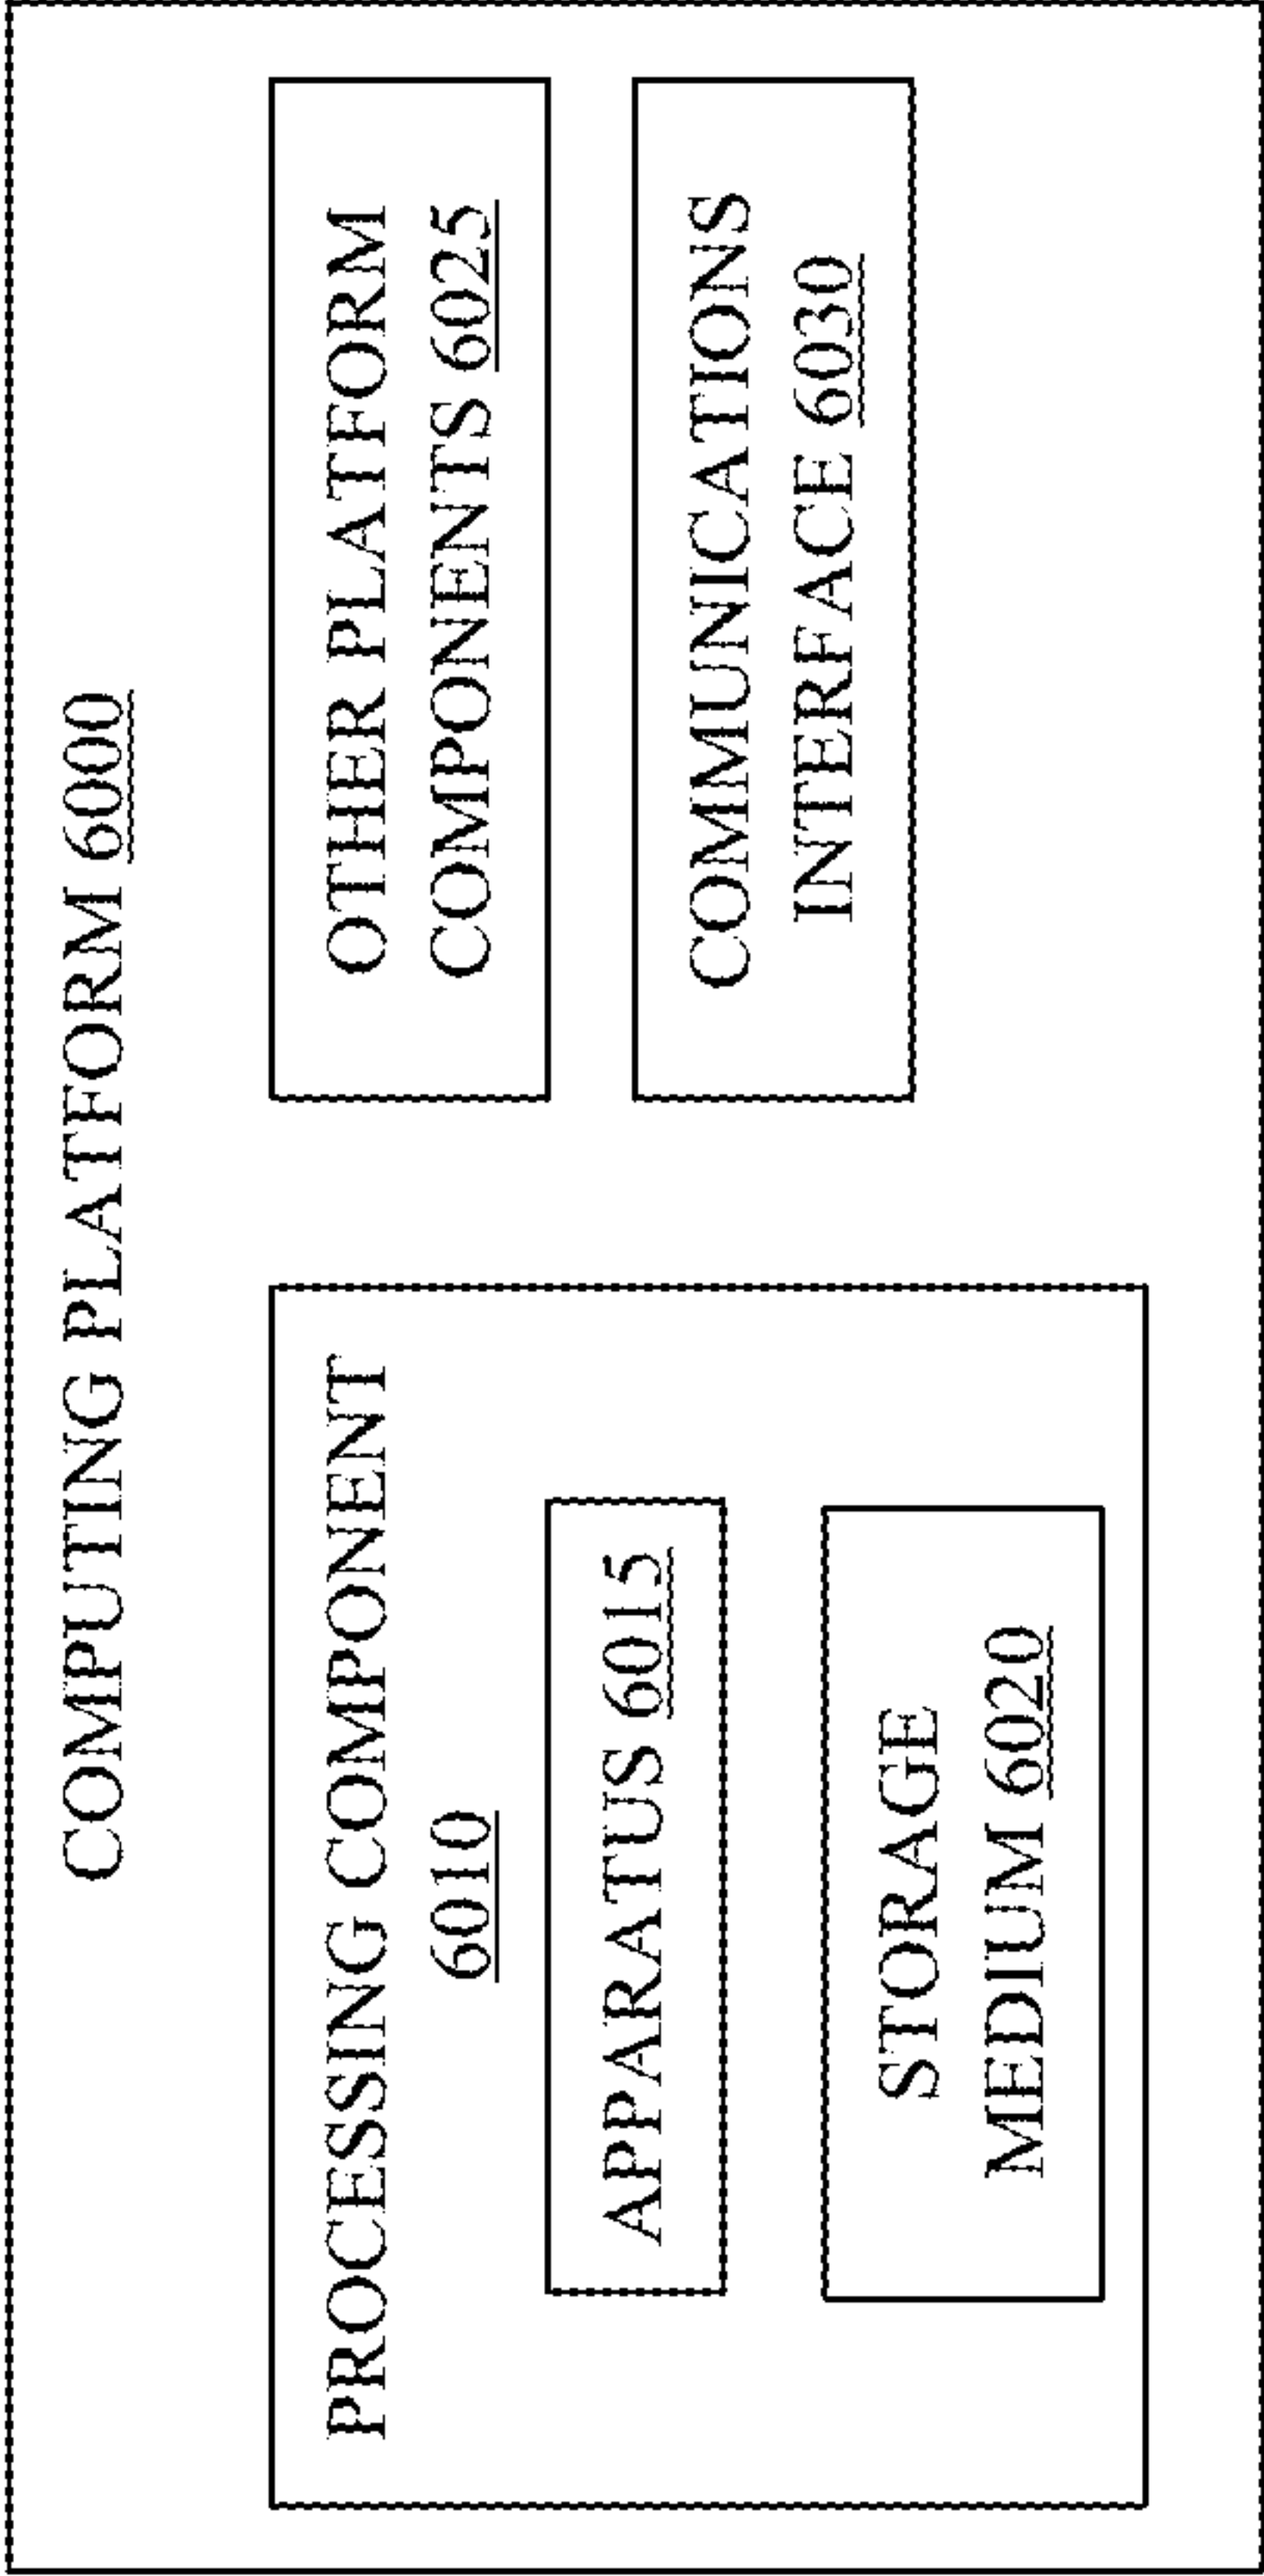 COMPUTING PLATFORM 6000
PROCESSING COMPONENT
6010
APPARATUS 6015
STORAGE
MEDIUM 6020
OTHER PLATFORM
COMPONENTS 6025
COMMUNICATIONS
INTERFACE 6030